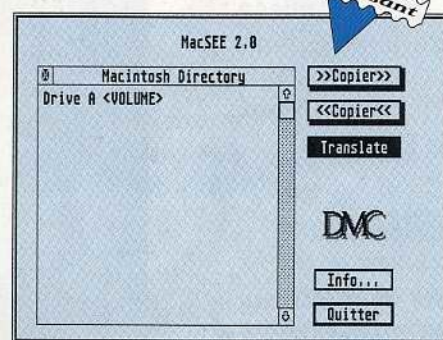 MacSEE 2.0
Macintosh Directory
Drive A <VOLUME>
>>Copier>>
<<Copier<<
Translate
DMC
Info...
Quitter